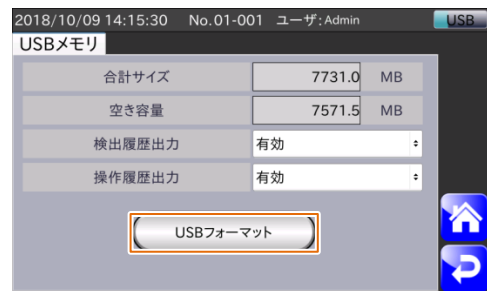 2018/10/09 14:15:30 No.01-001 ユーザ:Admin USB
USBメモリ
合計サイズ 7731.0 MB
空き容量 7571.5 MB
検出履歴出力 有効
操作履歴出力 有効
USBフォーマット